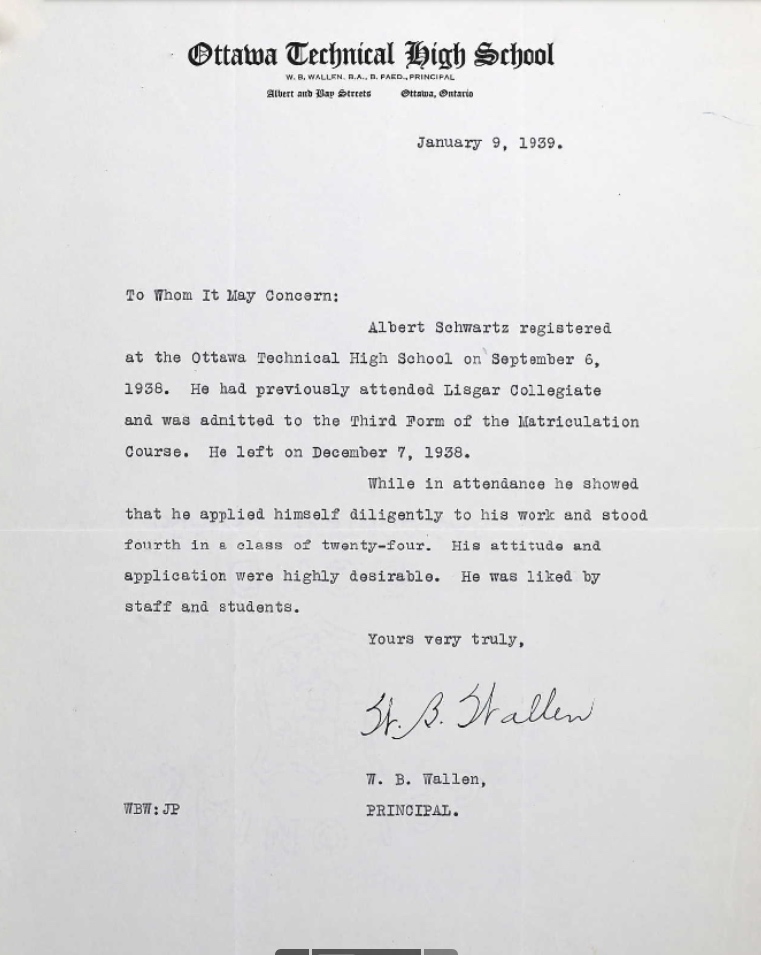 Ottawa Technical High School
W. B. WALLEN, B.A., B. PAED., PRINCIPAL
Albert and Bay Streets Ottawa, Ontario
January 9, 1939.
To Whom It May Concern:
Albert Schwartz registered
at the Ottawa Technical High School on September 6,
1938. He had previously attended Lisgar Collegiate
and was admitted to the Third Form of the Matriculation
Course. He left on December 7, 1938.
While in attendance he showed
that he applied himself diligently to his work and stood
fourth in a class of twenty-four. His attitude and
application were highly desirable. He was liked by
staff and students.
Yours very truly,
W. B. Wallen
W. B. Wallen,
WBW:JP PRINCIPAL.